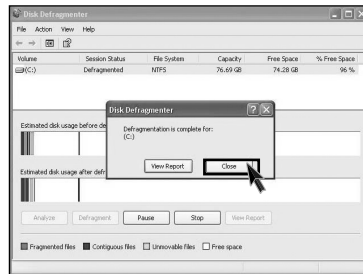 Disk Defragmenter
File Action View Help
Volume Session Status File System Capacity Free Space % Free Space
(C:) Defragmented NTFS 76.69 GB 74.28 GB 96 %
Disk Defragmenter
Estimated disk usage before de
Defragmentation is complete for:
(C:)
View Report Close
Estimated disk usage after defr
Analyze Defragment Pause Stop View Report
Fragmented files Contiguous files Unmovable files Free space